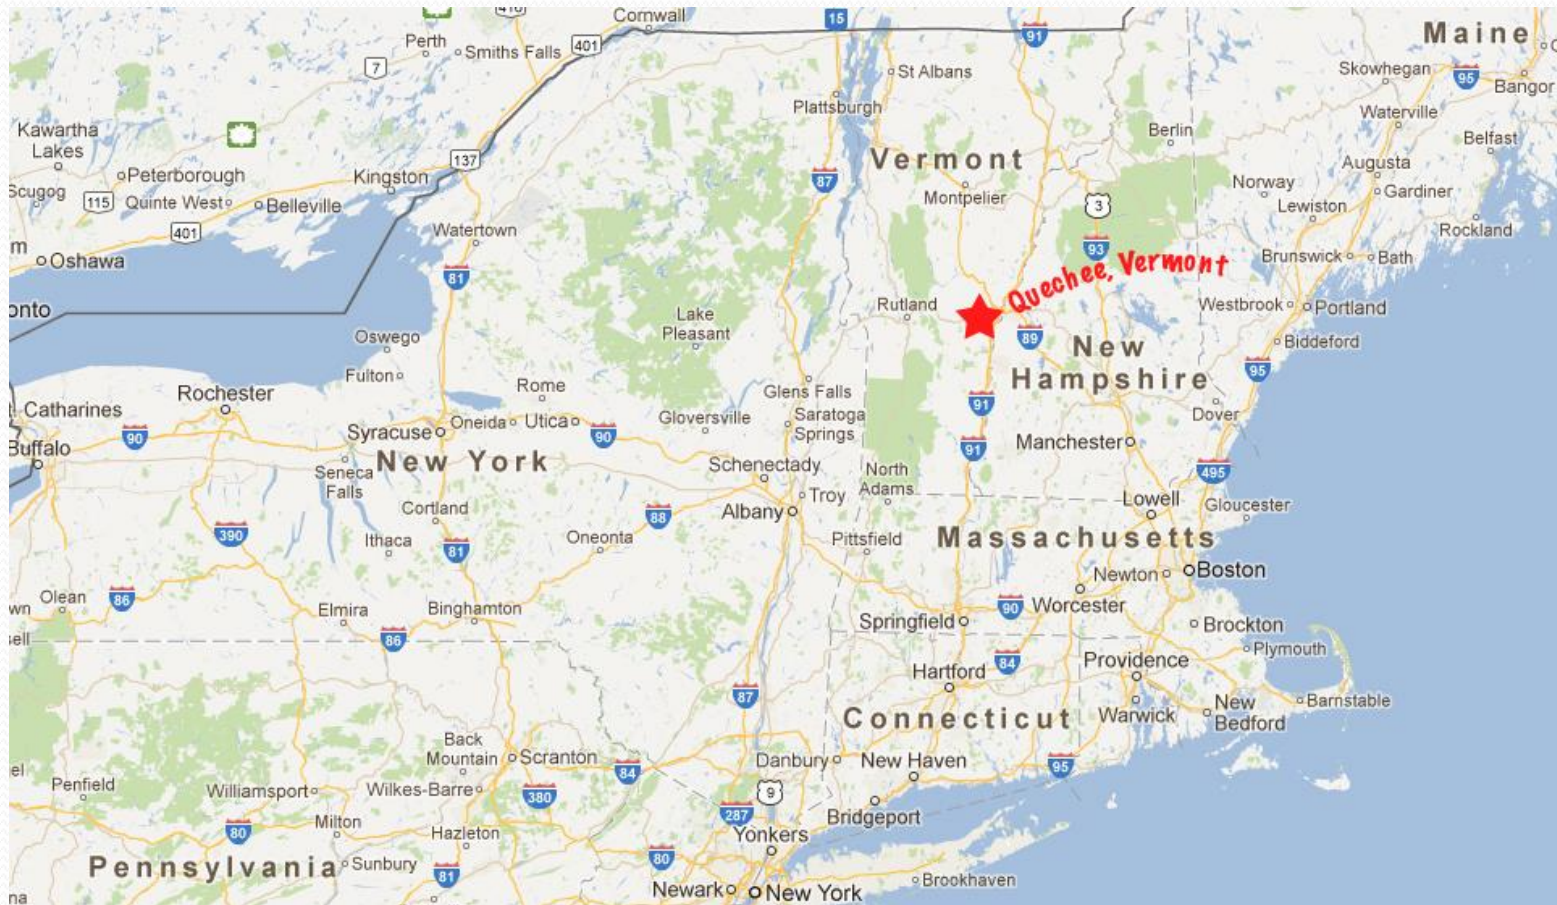 Cornwall
15
91
Maine
416
Perth
Smiths Falls
401
7
St Albans
Skowhegan
95
Bangor
Plattsburgh
Waterville
Kawartha
Lakes
137
Berlin
Belfast
Vermont
Augusta
Peterborough
Kingston
87
Montpelier
Norway
Gardiner
Scugog
115
Quinte West
Belleville
3
Lewiston
401
Watertown
93
Rockland
Oshawa
81
Quechee, Vermont
Brunswick
Bath
onto
Lake
Pleasant
Rutland
89
Westbrook
Portland
Oswego
New
Hampshire
Biddeford
Fulton
Rome
Glens Falls
91
95
Rochester
Catharines
Gloversville
Saratoga
Springs
Dover
90
Syracuse
Oneida
Utica
90
Manchester
91
Buffalo
Seneca
Falls
New York
Schenectady
North
Adams
495
Cortland
88
Albany
Troy
Lowell
Gloucester
390
Ithaca
81
Oneonta
Pittsfield
Massachusetts
Newton
Boston
Olean
86
Elmira
Binghamton
90
Worcester
wn
86
Springfield
Brockton
sell
Plymouth
Hartford
84
Providence
87
New
Bedford
Barnstable
Connecticut
Warwick
Back
Mountain
Scranton
84
Danbury
New Haven
95
el
Penfield
Williamsport
Wilkes-Barre
380
9
287
Bridgeport
80
Milton
Hazleton
Yonkers
Pennsylvania
Sunbury
81
80
Newark
New York
Brookhaven
na